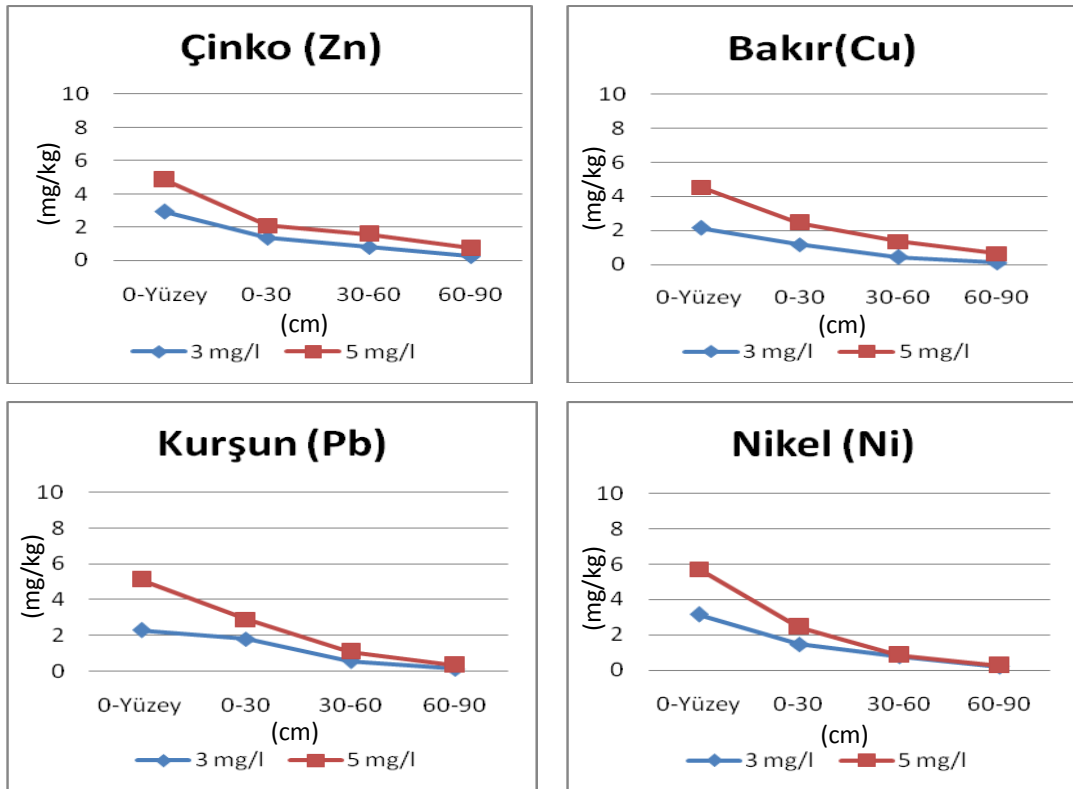 Çinko (Zn)
(mg/kg)
10
8
6
4
2
0
0-Yüzey 0-30 30-60 60-90
(cm)
3 mg/l 5 mg/l
Bakır(Cu)
(mg/kg)
10
8
6
4
2
0
0-Yüzey 0-30 30-60 60-90
(cm)
3 mg/l 5 mg/l
Kurşun (Pb)
(mg/kg)
10
8
6
4
2
0
0-Yüzey 0-30 30-60 60-90
(cm)
3 mg/l 5 mg/l
Nikel (Ni)
(mg/kg)
10
8
6
4
2
0
0-Yüzey 0-30 30-60 60-90
(cm)
3 mg/l 5 mg/l